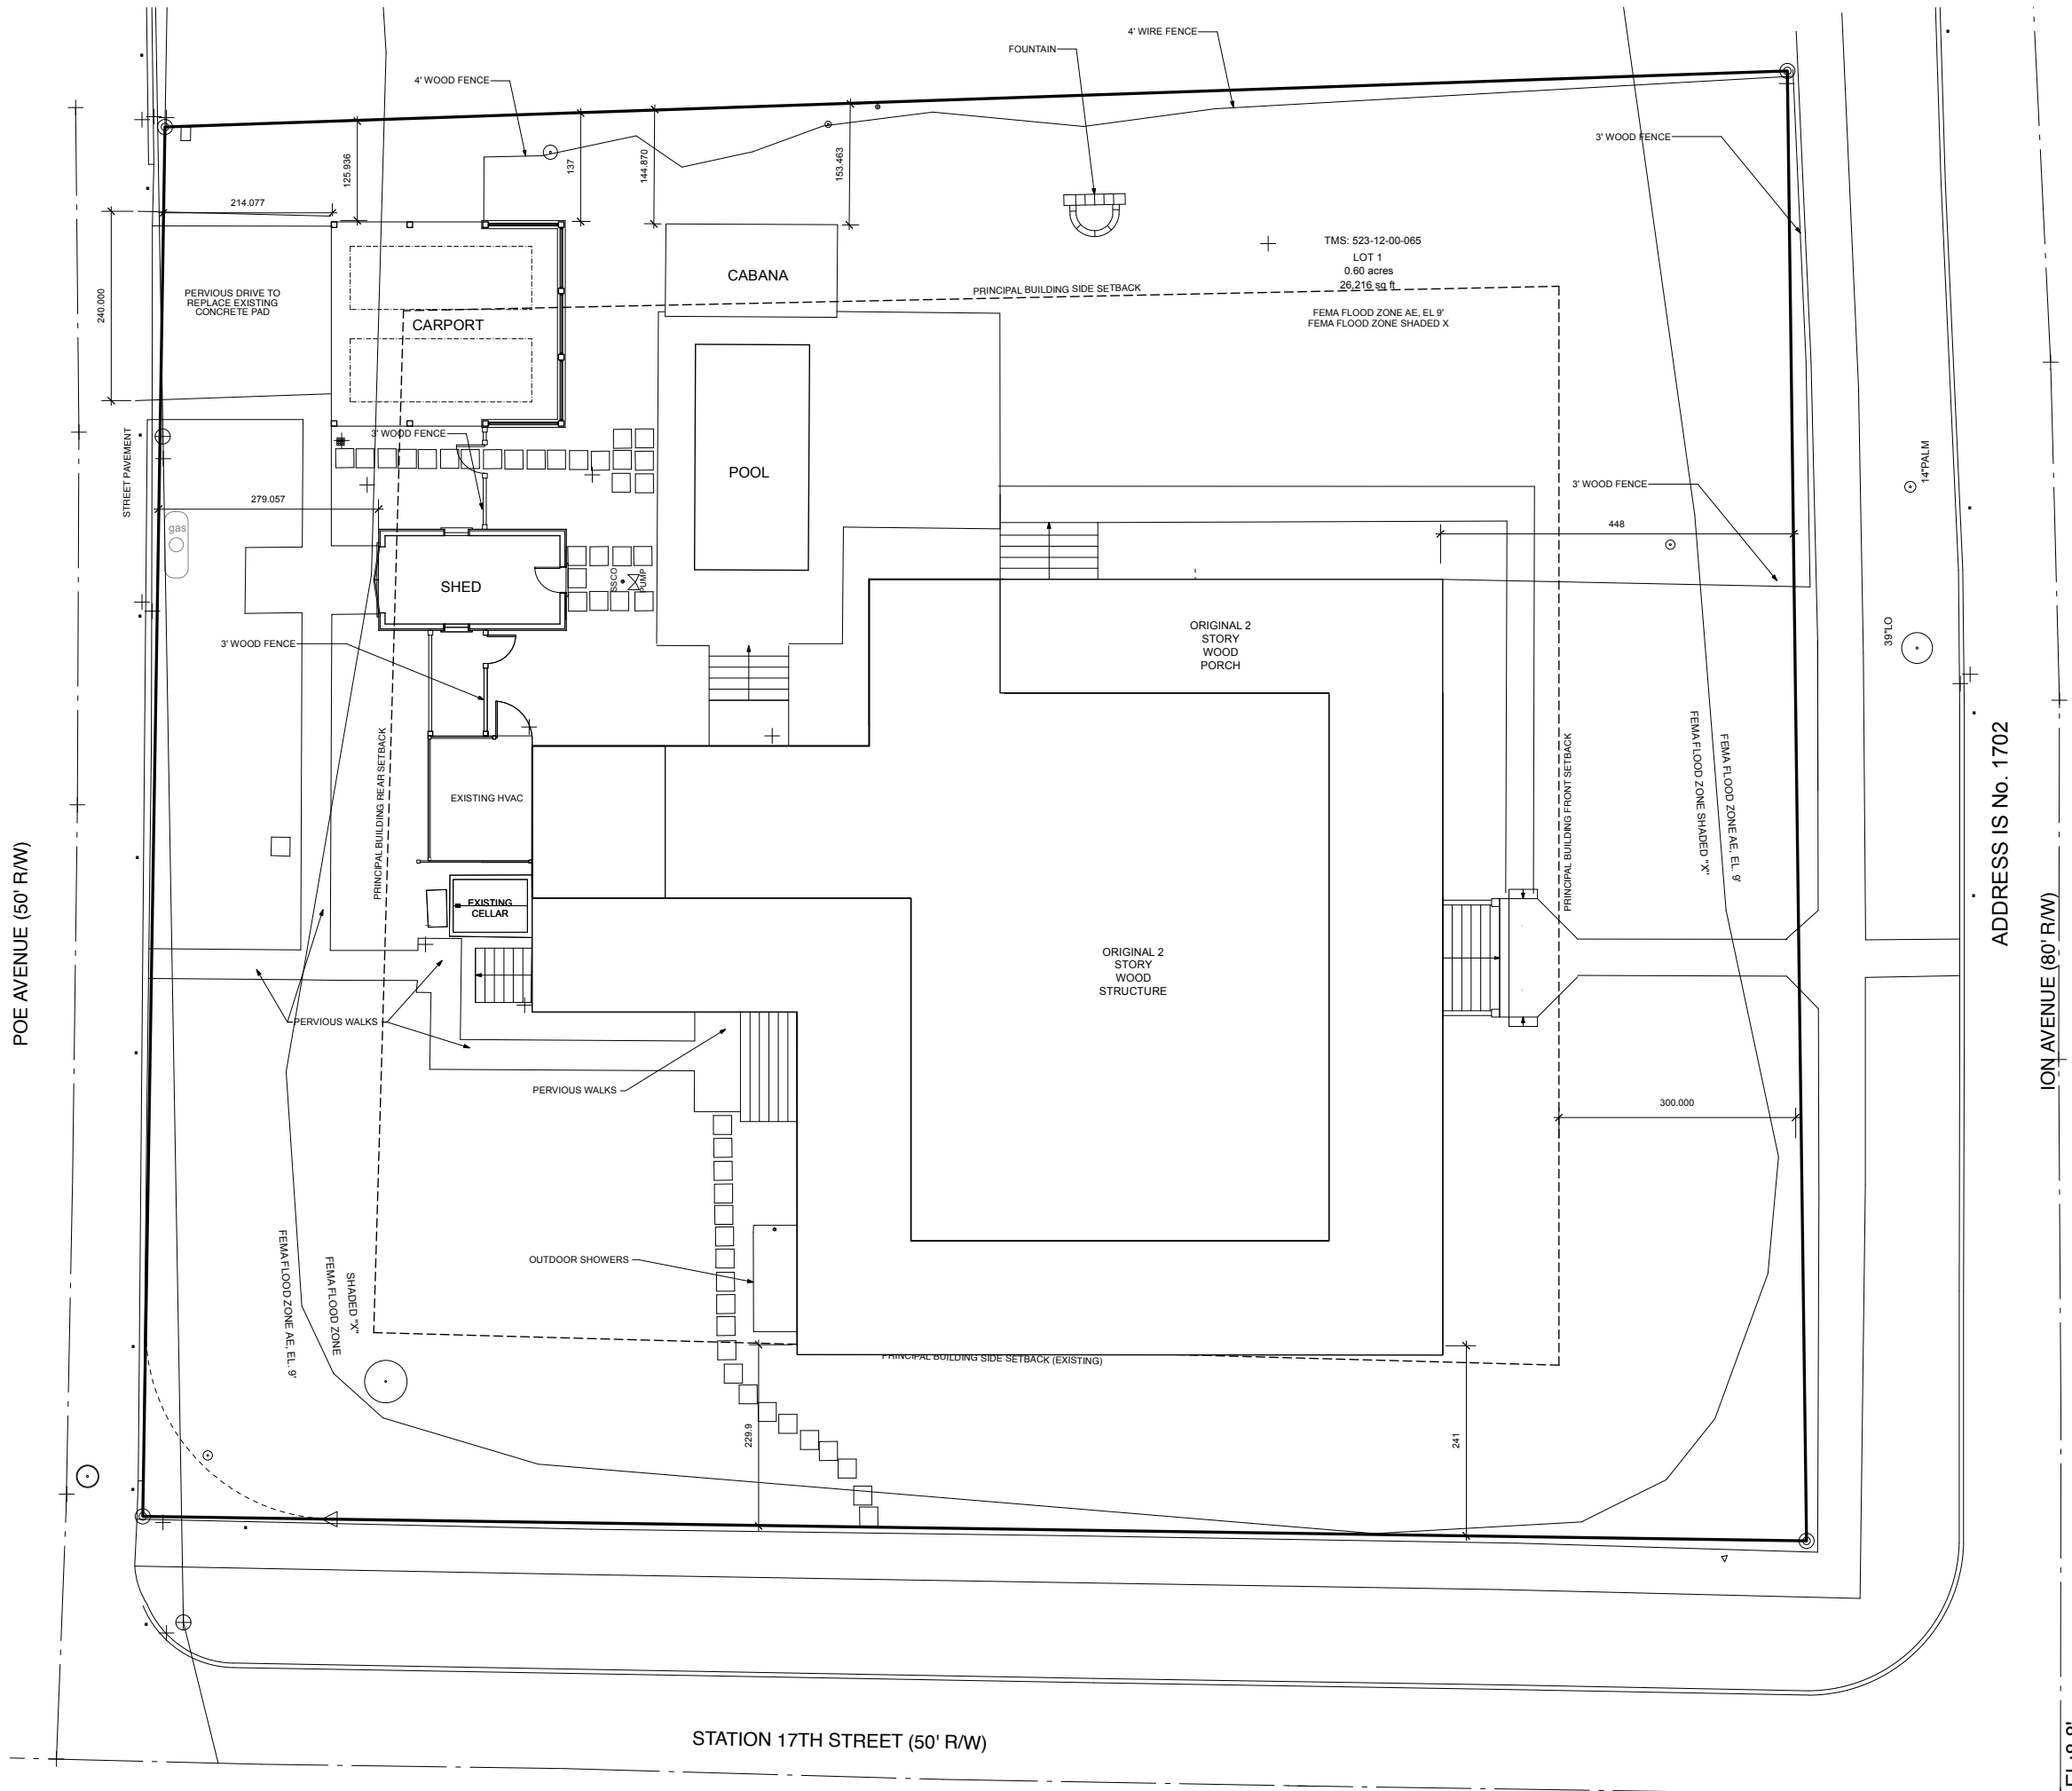 4' WIRE FENCE
FOUNTAIN
4' WOOD FENCE
3' WOOD FENCE
125.936
137
144.870
153.463
214.077
TMS: 523-12-00-065
LOT 1
0.60 acres
26,216 sq ft
CABANA
PRINCIPAL BUILDING SIDE SETBACK
240.000
PERVIOUS DRIVE TO
REPLACE EXISTING
CONCRETE PAD
CARPORT
FEMA FLOOD ZONE AE, EL 9'
FEMA FLOOD ZONE SHADED X
3' WOOD FENCE
STREET PAVEMENT
POOL
14"PALM
3' WOOD FENCE
279.057
448
gas
SHED
SSCO
PUMP
ORIGINAL 2
STORY
WOOD
PORCH
39"LO
3' WOOD FENCE
PRINCIPAL BUILDING REAR SETBACK
EXISTING HVAC
FEMA FLOOD ZONE SHADED "X"
FEMA FLOOD ZONE AE, EL. 9'
PRINCIPAL BUILDING FRONT SETBACK
ADDRESS IS No. 1702
POE AVENUE (50' R/W)
EXISTING
CELLAR
ORIGINAL 2
STORY
WOOD
STRUCTURE
ION AVENUE (80' R/W)
PERVIOUS WALKS
PERVIOUS WALKS
300.000
OUTDOOR SHOWERS
FEMA FLOOD ZONE AE, EL. 9'
FEMA FLOOD ZONE
SHADED "X"
PRINCIPAL BUILDING SIDE SETBACK (EXISTING)
229.9
241
STATION 17TH STREET (50' R/W)